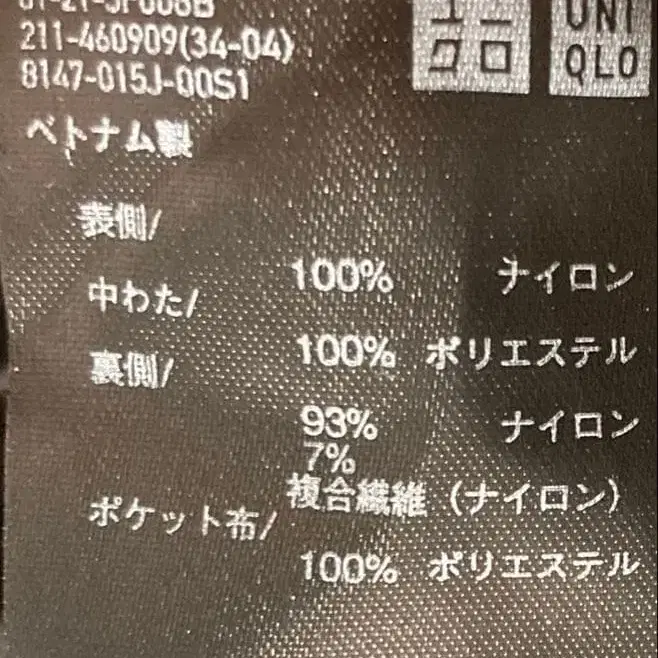 211-460909(34-04)
8147-015J-00S1
ユニ
クロ
UNI
QLO
ベトナム製
表側/
100% ナイロン
中わた/
100% ポリエステル
裏側/
93% ナイロン
7%
複合繊維（ナイロン）
ポケット布/
100% ポリエステル